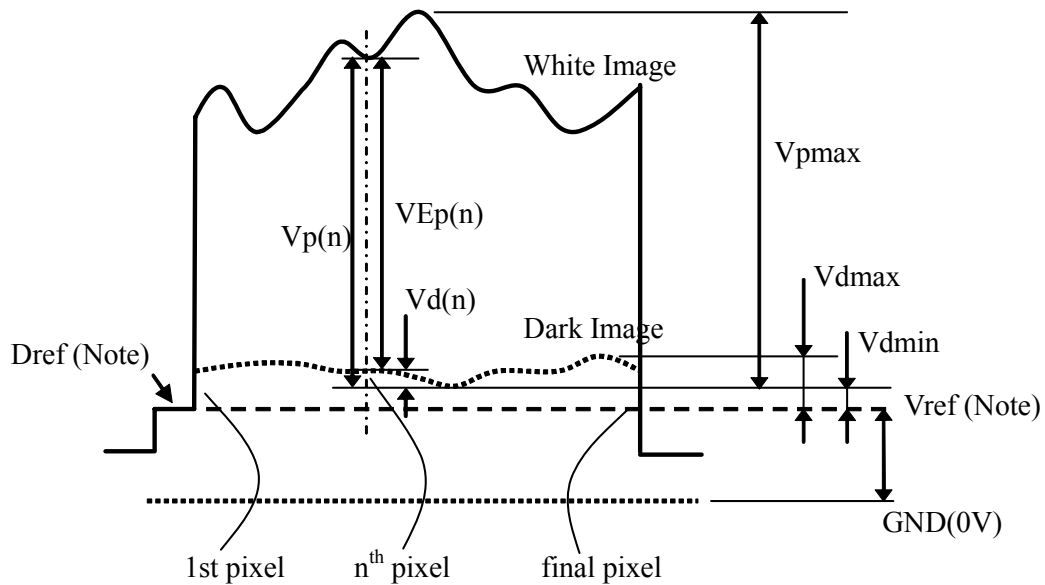 White Image
Vpmax
VEp(n)
Vp(n)
Vdmax
Vd(n)
Dark Image
Vdmin
Dref (Note)
Vref (Note)
GND(0V)
1st pixel
nth pixel
final pixel